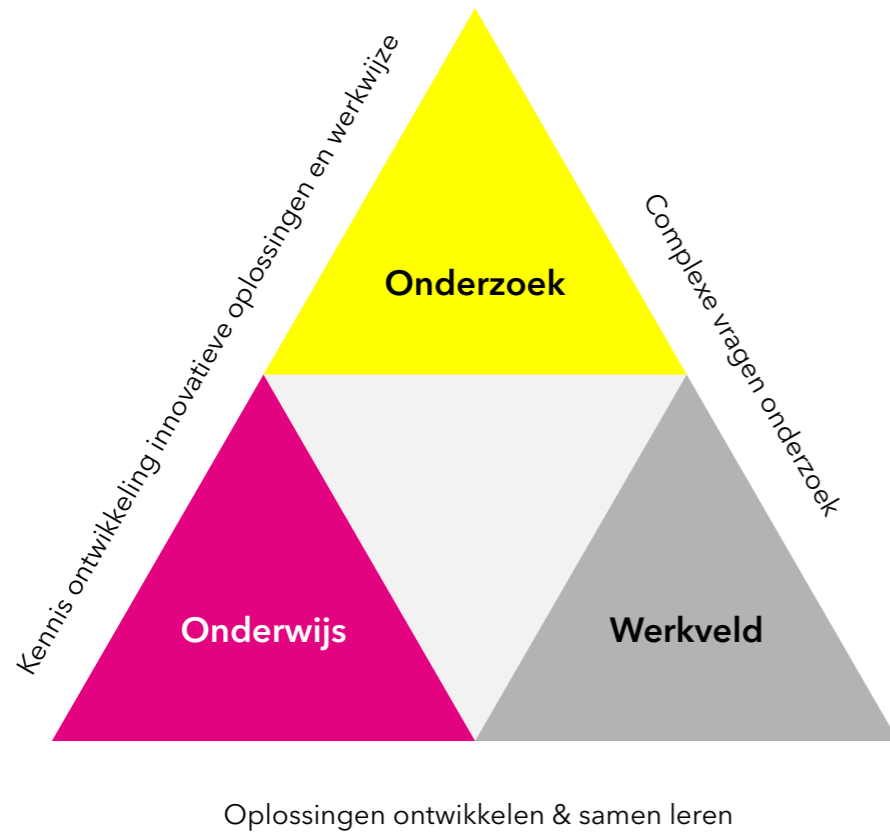 Kennis ontwikkeling innovatieve oplossingen en werkwijze
Complexe vragen onderzoek
Onderzoek
Onderwijs
Werkveld
Oplossingen ontwikkelen & samen leren